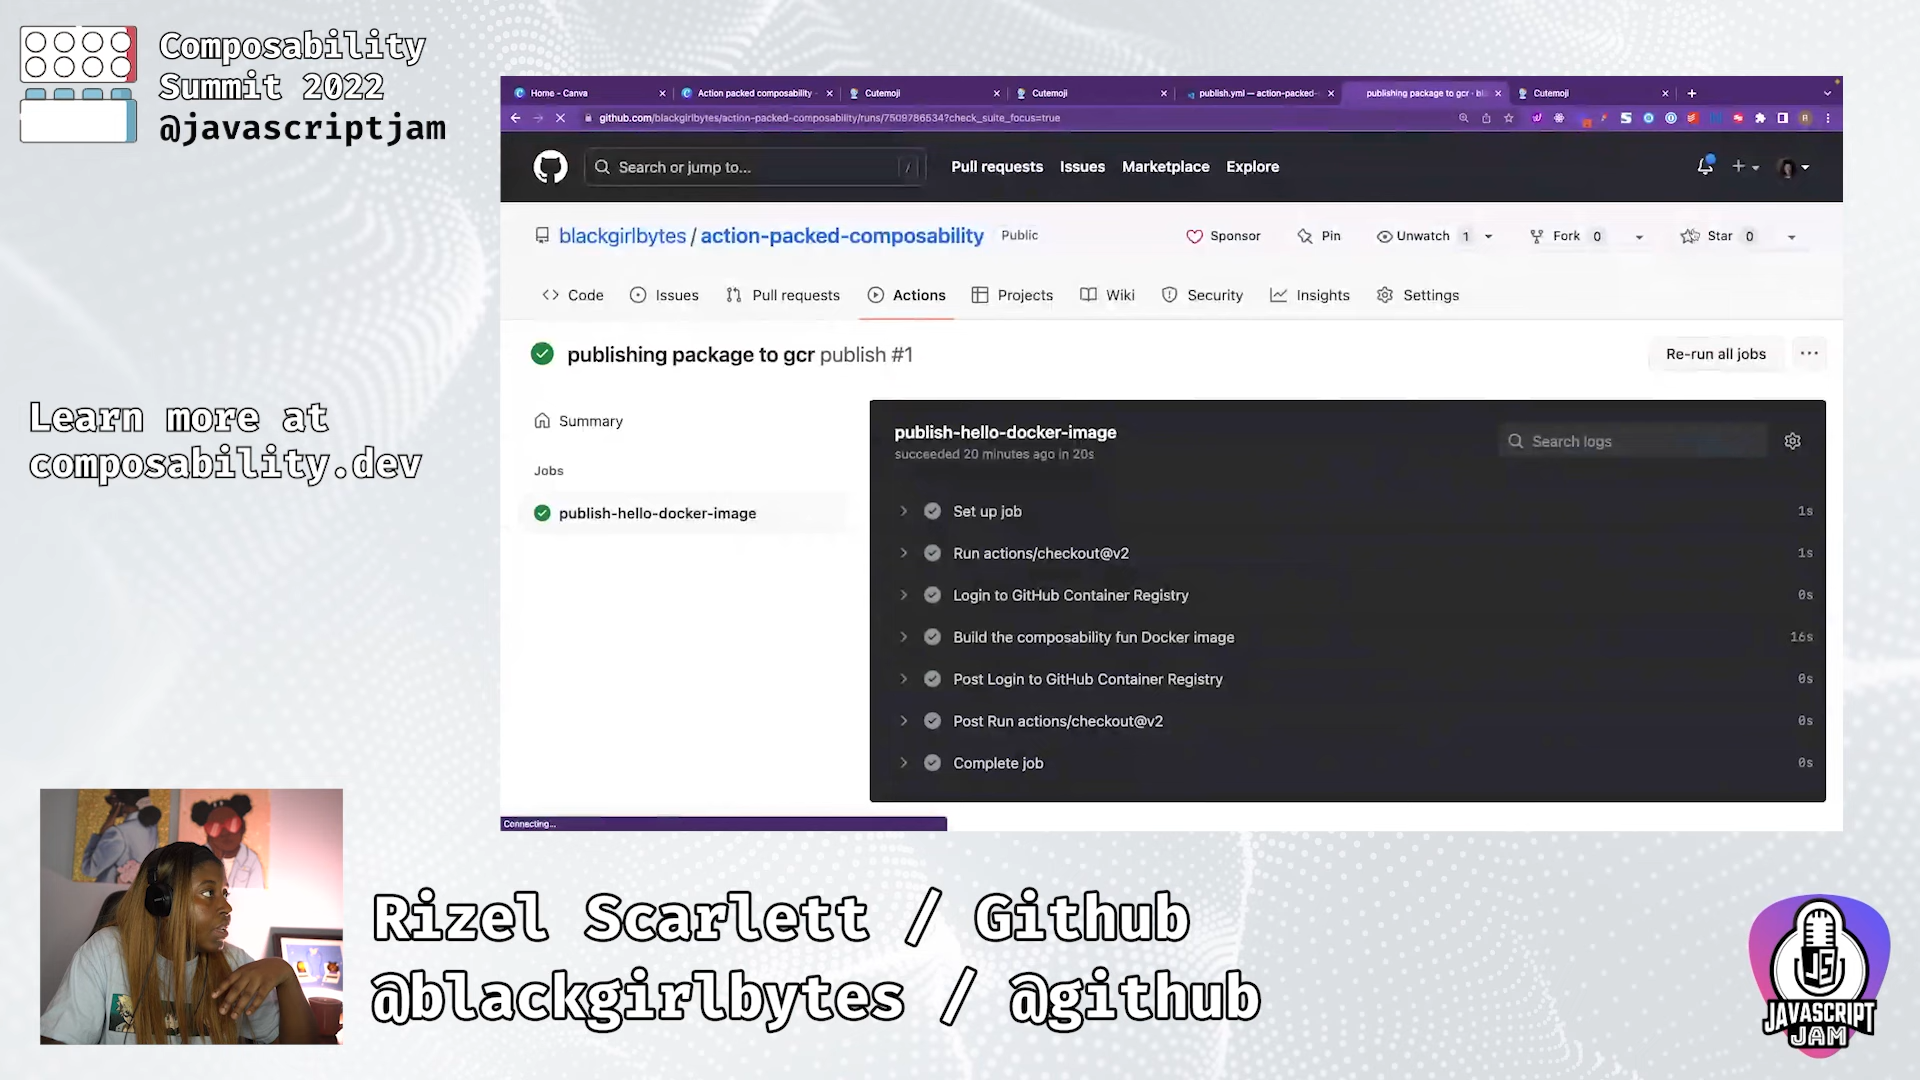 Composability
Summit 2022
@javascriptjam
Learn more at
composability.dev
Home - Canva
Action packed composability -
Cutemoji
Cutemoji
publish.yml — action-packed-
publishing package to gcr · bl
Cutemoji
github.com/blackgirlbytes/action-packed-composability/runs/7509786534?check_suite_focus=true
Search or jump to... /
Pull requests Issues Marketplace Explore
blackgirlbytes / action-packed-composability Public
Sponsor Pin Unwatch 1 Fork 0 Star 0
Code Issues Pull requests Actions Projects Wiki Security Insights Settings
publishing package to gcr publish #1
Re-run all jobs
Summary
Jobs
publish-hello-docker-image
publish-hello-docker-image
succeeded 20 minutes ago in 20s
Search logs
Set up job 1s
Run actions/checkout@v2 1s
Login to GitHub Container Registry 0s
Build the composability fun Docker image 16s
Post Login to GitHub Container Registry 0s
Post Run actions/checkout@v2 0s
Complete job 0s
Connecting...
Rizel Scarlett / Github
@blackgirlbytes / @github
JS
JAVASCRIPT
JAM